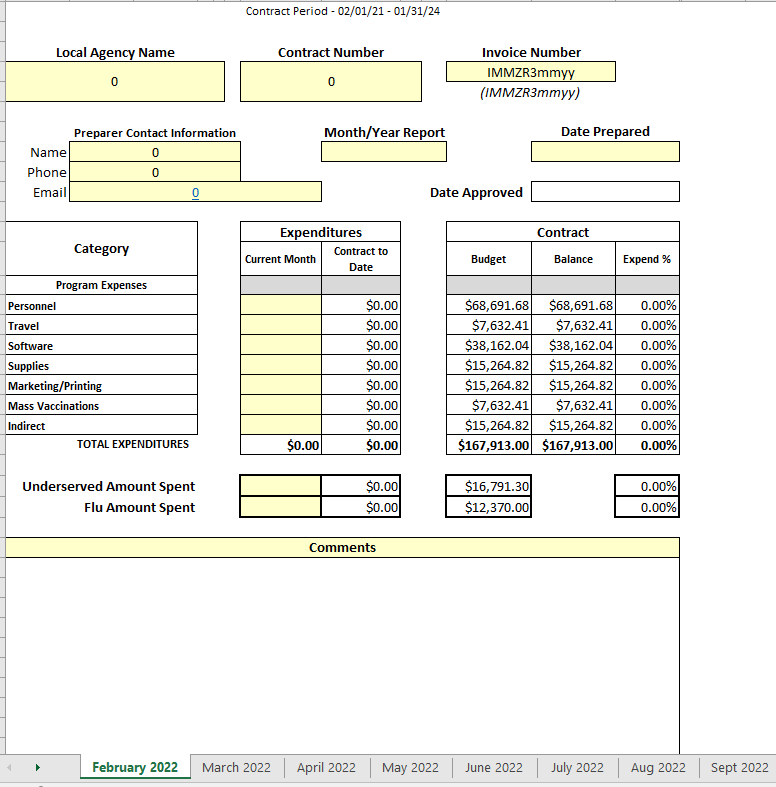 Contract Period - 02/01/21 - 01/31/24
Local Agency Name Contract Number Invoice Number
0 0 IMMZR3mmyy
(IMMZR3mmyy)
Preparer Contact Information Month/Year Report Date Prepared
Name 0
Phone 0
Email 0 Date Approved
Category Expenditures Contract
Current Month Contract to Date Budget Balance Expend %
Program Expenses
Personnel $0.00 $68,691.68 $68,691.68 0.00%
Travel $0.00 $7,632.41 $7,632.41 0.00%
Software $0.00 $38,162.04 $38,162.04 0.00%
Supplies $0.00 $15,264.82 $15,264.82 0.00%
Marketing/Printing $0.00 $15,264.82 $15,264.82 0.00%
Mass Vaccinations $0.00 $7,632.41 $7,632.41 0.00%
Indirect $0.00 $15,264.82 $15,264.82 0.00%
TOTAL EXPENDITURES $0.00 $0.00 $167,913.00 $167,913.00 0.00%
Underserved Amount Spent $0.00 $16,791.30 0.00%
Flu Amount Spent $0.00 $12,370.00 0.00%
Comments
February 2022 March 2022 April 2022 May 2022 June 2022 July 2022 Aug 2022 Sept 2022